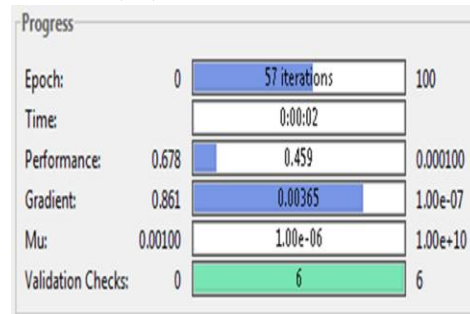 Progress
Epoch: 0 57 iterations 100
Time: 0:00:02
Performance: 0.678 0.459 0.000100
Gradient: 0.861 0.00365 1.00e-07
Mu: 0.00100 1.00e-06 1.00e+10
Validation Checks: 0 6 6